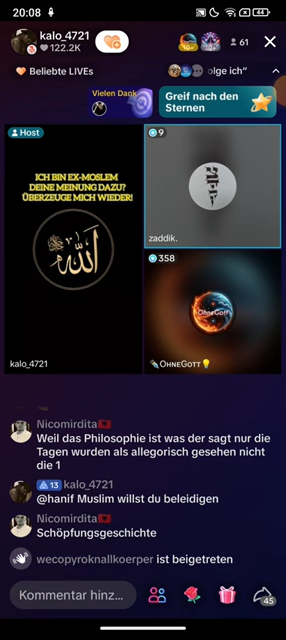 20:08
44
kalo_4721
122.2K
61
Beliebte LIVEs
olge ich"
Vielen Dank
Greif nach den
Sternen
Host
ICH BIN EX-MOSLEM
DEINE MEINUNG DAZU?
ÜBERZEUGE MICH WIEDER!
الله
kalo_4721
9
zaddik.
358
OhneGott
OHNEGOTT
Nicomirdita
Weil das Philosophie ist was der sagt nur die
Tagen wurden als allegorisch gesehen nicht
die 1
13 kalo_4721
@hanif Muslim willst du beleidigen
Nicomirdita
Schöpfungsgeschichte
wecopyroknallkoerper ist beigetreten
Kommentar hinz...
45